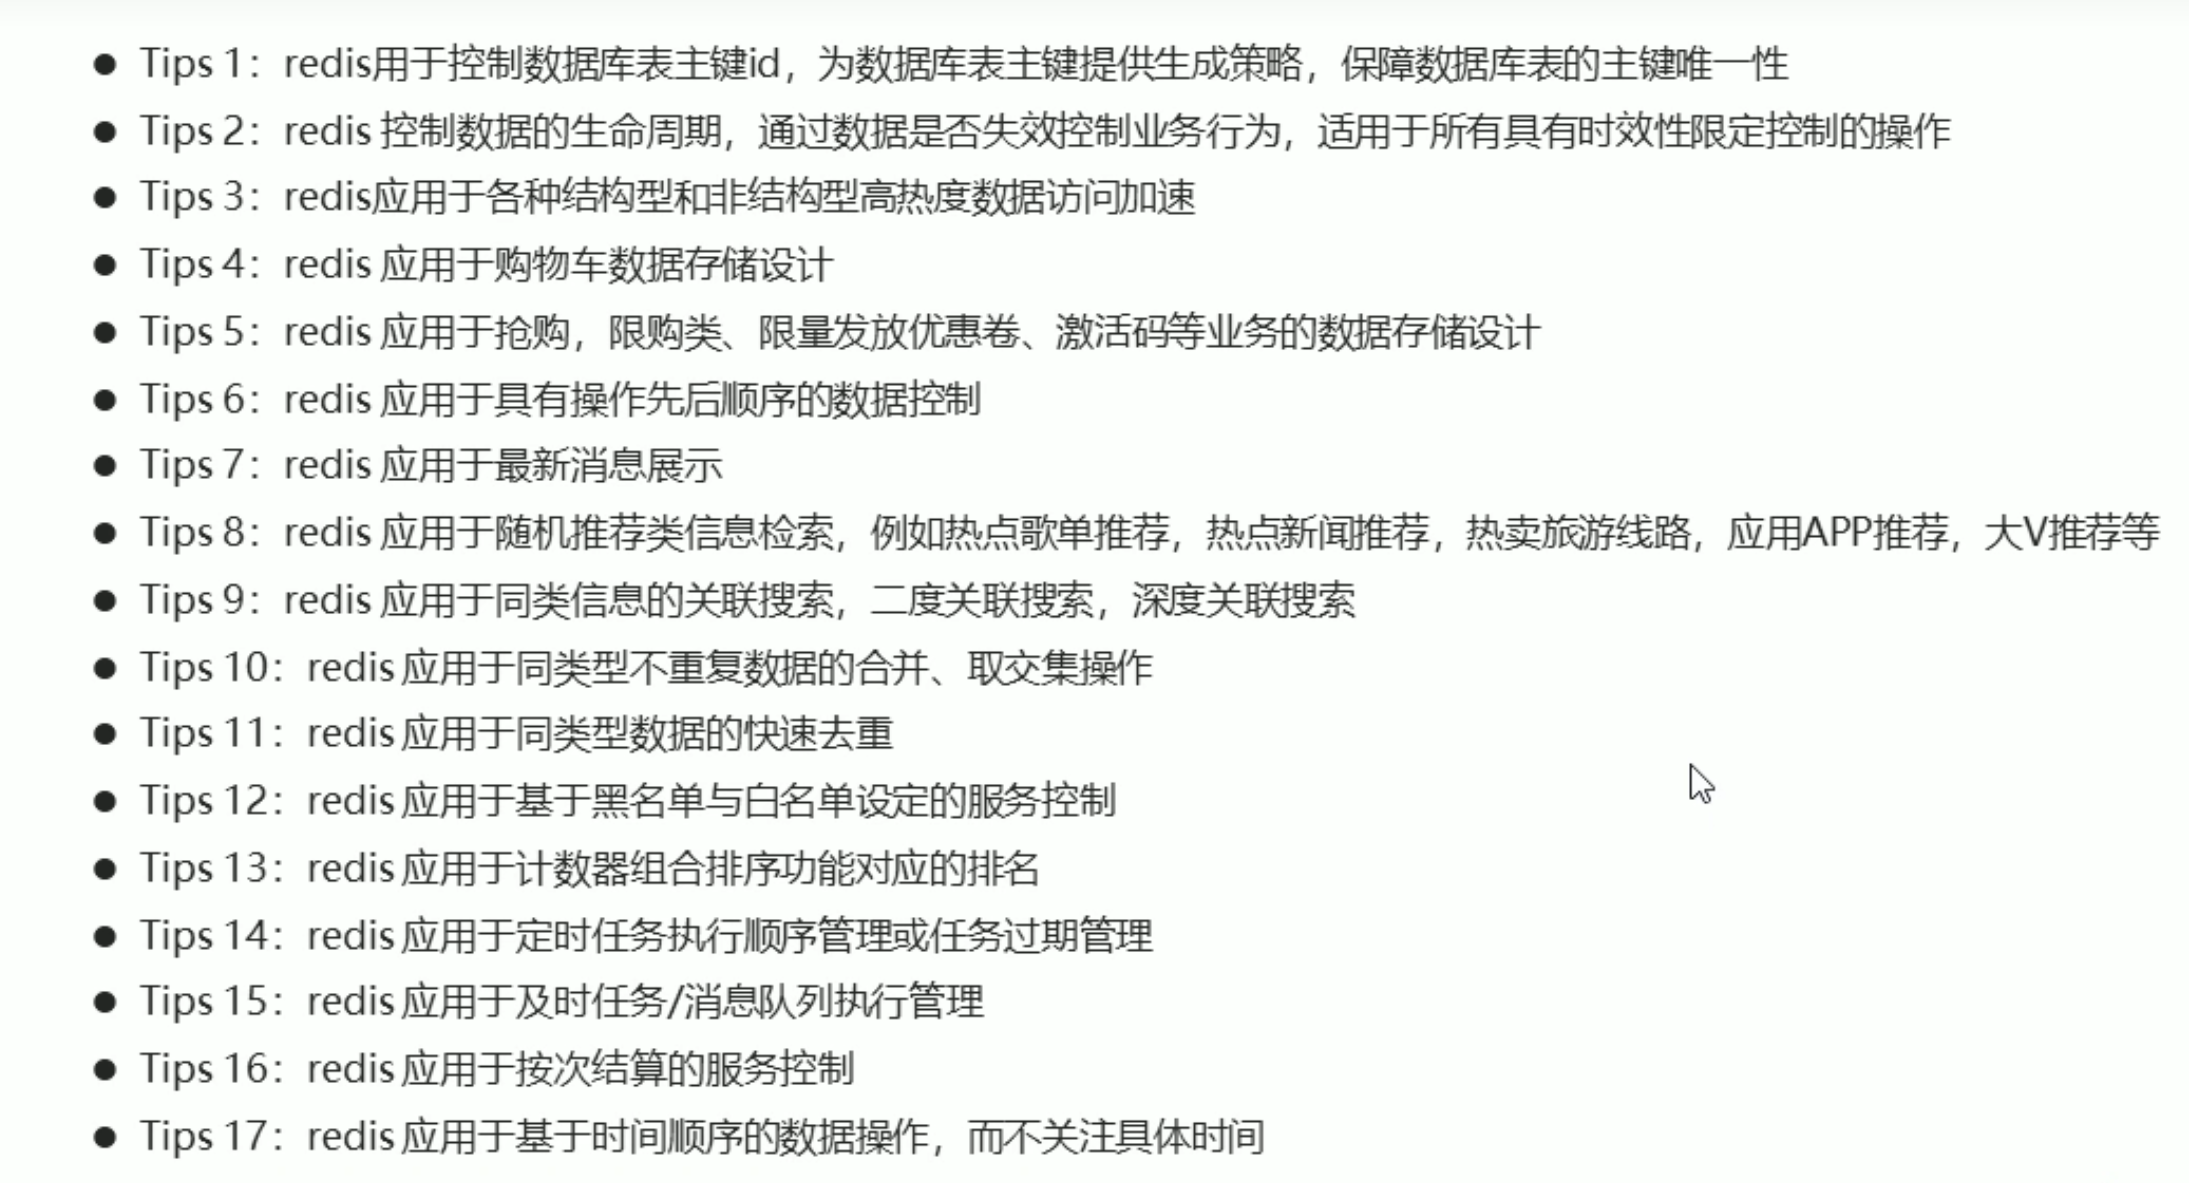 ● Tips 1：redis用于控制数据库表主键id，为数据库表主键提供生成策略，保障数据库表的主键唯一性
● Tips 2：redis 控制数据的生命周期，通过数据是否失效控制业务行为，适用于所有具有时效性限定控制的操作
● Tips 3：redis应用于各种结构型和非结构型高热度数据访问加速
● Tips 4：redis 应用于购物车数据存储设计
● Tips 5：redis 应用于抢购，限购类、限量发放优惠卷、激活码等业务的数据存储设计
● Tips 6：redis 应用于具有操作先后顺序的数据控制
● Tips 7：redis 应用于最新消息展示
● Tips 8：redis 应用于随机推荐类信息检索，例如热点歌单推荐，热点新闻推荐，热卖旅游线路，应用APP推荐，大V推荐等
● Tips 9：redis 应用于同类信息的关联搜索，二度关联搜索，深度关联搜索
● Tips 10：redis 应用于同类型不重复数据的合并、取交集操作
● Tips 11：redis 应用于同类型数据的快速去重
● Tips 12：redis 应用于基于黑名单与白名单设定的服务控制
● Tips 13：redis 应用于计数器组合排序功能对应的排名
● Tips 14：redis 应用于定时任务执行顺序管理或任务过期管理
● Tips 15：redis 应用于及时任务/消息队列执行管理
● Tips 16：redis 应用于按次结算的服务控制
● Tips 17：redis 应用于基于时间顺序的数据操作，而不关注具体时间